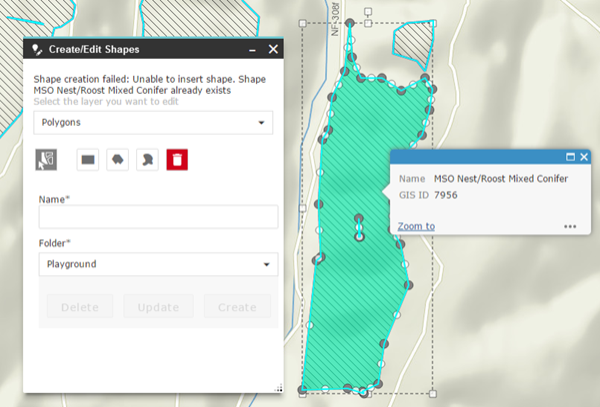 NF-3086
Create/Edit Shapes
Shape creation failed: Unable to insert shape. Shape
MSO Nest/Roost Mixed Conifer already exists
Select the layer you want to edit
Polygons
Name*
Folder*
Playground
Delete Update Create
Name MSO Nest/Roost Mixed Conifer
GIS ID 7956
Zoom to